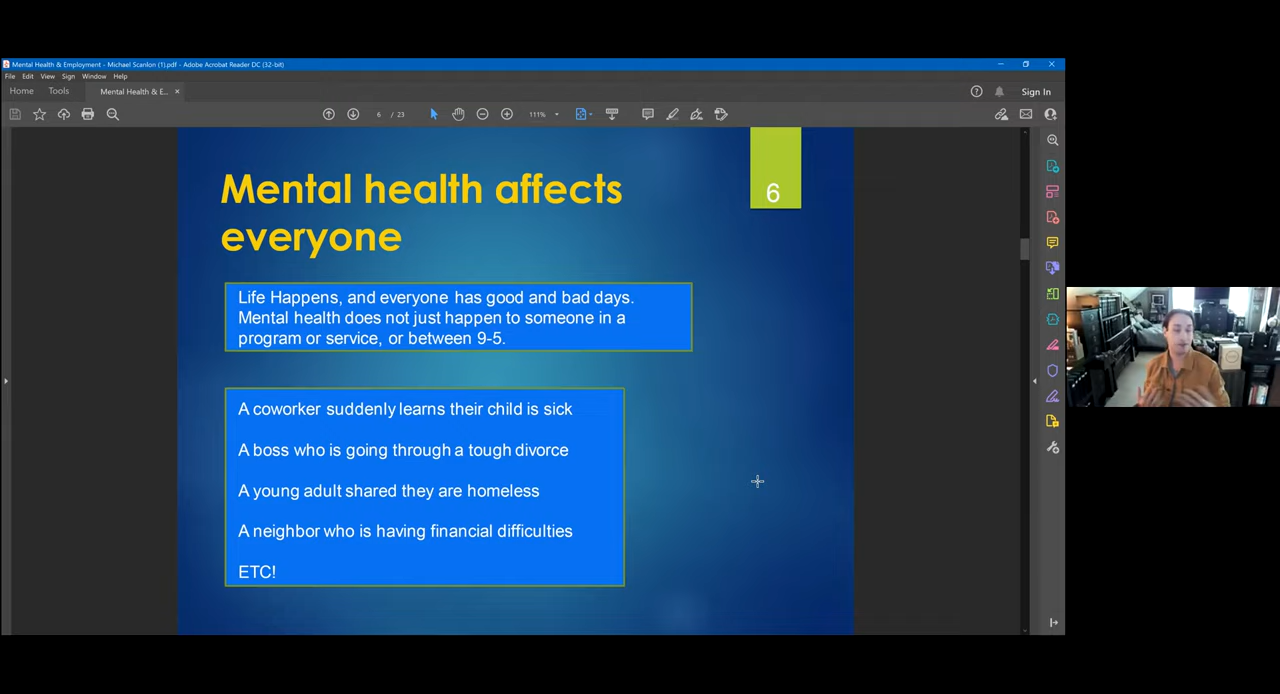 Mental Health & Employment - Michael Scanlon (1).pdf - Adobe Acrobat Reader DC (32-bit)
File Edit View Sign Window Help
Home Tools Mental Health & E... × Sign In
6 / 23 111%
Mental health affects
everyone
6
Life Happens, and everyone has good and bad days.
Mental health does not just happen to someone in a
program or service, or between 9-5.
A coworker suddenly learns their child is sick
A boss who is going through a tough divorce
A young adult shared they are homeless
A neighbor who is having financial difficulties
ETC!